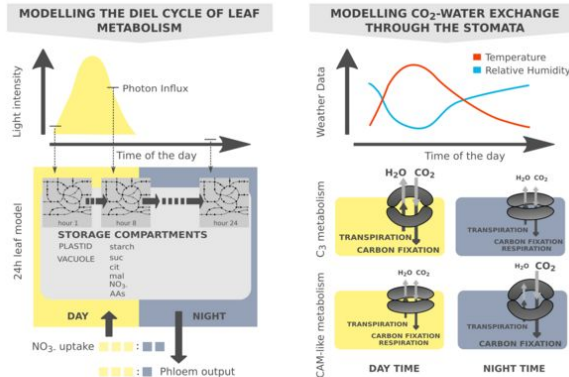 MODELLING THE DIEL CYCLE OF LEAF
METABOLISM
Light intensity
Photon Influx
Time of the day
24h leaf model
hour 1
hour 8
hour 24
STORAGE COMPARTMENTS
PLASTID starch
VACUOLE suc
cit
mal
NO₃.
AAs
DAY
NIGHT
NO₃. uptake : 
: Phloem output
MODELLING CO₂-WATER EXCHANGE
THROUGH THE STOMATA
Weather Data
Temperature
Relative Humidity
Time of the day
C₃ metabolism
H₂O CO₂
TRANSPIRATION
CARBON FIXATION
H₂O CO₂
TRANSPIRATION
CARBON FIXATION
RESPIRATION
CAM-like metabolism
H₂O CO₂
TRANSPIRATION
CARBON FIXATION
RESPIRATION
H₂O CO₂
TRANSPIRATION
CARBON FIXATION
DAY TIME
NIGHT TIME